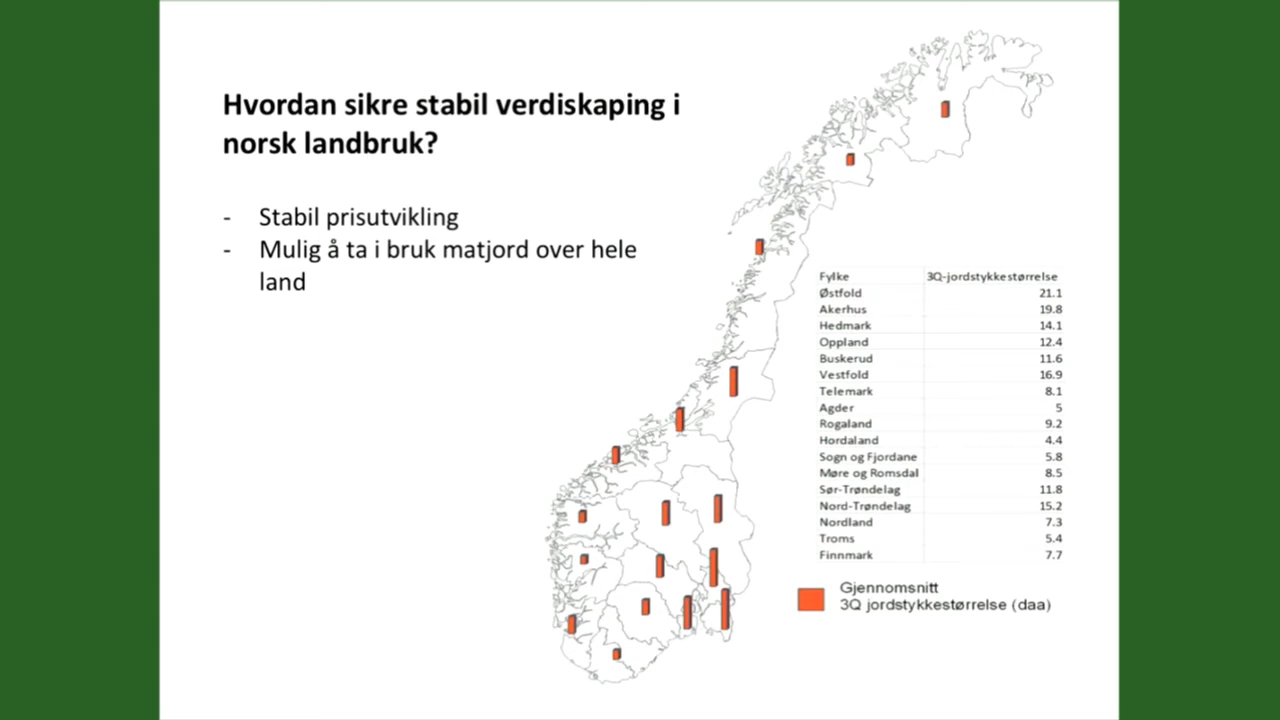 Hvordan sikre stabil verdiskaping i
norsk landbruk?
- Stabil prisutvikling
- Mulig å ta i bruk matjord over hele
land
Fylke 3Q-jordstykkestørrelse
Østfold 21.1
Akerhus 19.8
Hedmark 14.1
Oppland 12.4
Buskerud 11.6
Vestfold 16.9
Telemark 8.1
Agder 5
Rogaland 9.2
Hordaland 4.4
Sogn og Fjordane 5.8
Møre og Romsdal 8.5
Sør-Trøndelag 11.8
Nord-Trøndelag 15.2
Nordland 7.3
Troms 5.4
Finnmark 7.7
Gjennomsnitt
3Q jordstykkestørrelse (daa)